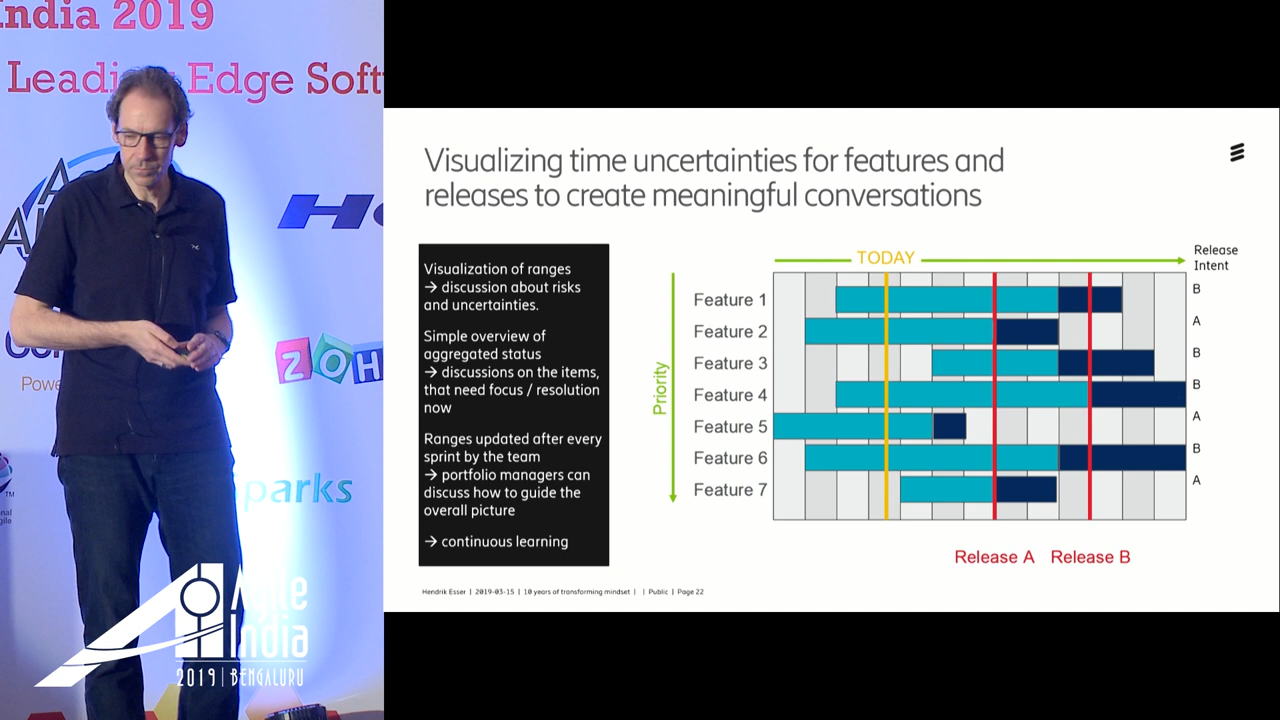 India 2019
Leading Edge Soft
ZOH
Powe
parks
Agile
India
2019 | BENGALURU
Visualizing time uncertainties for features and
releases to create meaningful conversations
Visualization of ranges
→ discussion about risks
and uncertainties.
Simple overview of
aggregated status
→ discussions on the items,
that need focus / resolution
now
Ranges updated after every
sprint by the team
→ portfolio managers can
discuss how to guide the
overall picture
→ continuous learning
TODAY
Release
Intent
Priority
Feature 1
B
Feature 2
A
Feature 3
B
Feature 4
B
Feature 5
A
Feature 6
B
Feature 7
A
Release A
Release B
Hendrik Esser | 2019-03-15 | 10 years of transforming mindset | | Public | Page 22